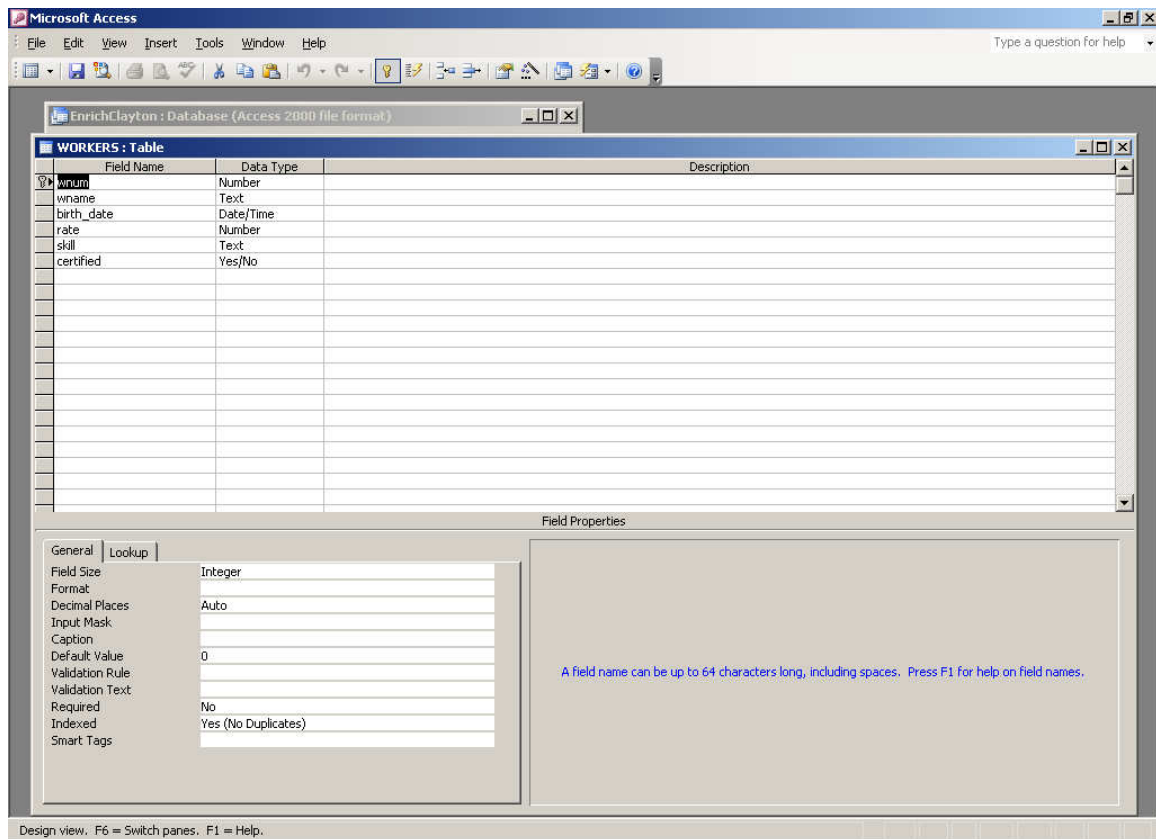 Microsoft Access
File Edit View Insert Tools Window Help Type a question for help
EnrichClayton : Database (Access 2000 file format)
WORKERS : Table
Field Name Data Type Description
wnum Number
wname Text
birth_date Date/Time
rate Number
skill Text
certified Yes/No
Field Properties
General Lookup
Field Size Integer
Format
Decimal Places Auto
Input Mask
Caption
Default Value 0
Validation Rule
A field name can be up to 64 characters long, including spaces. Press F1 for help on field names.
Validation Text
Required No
Indexed Yes (No Duplicates)
Smart Tags
Design view. F6 = Switch panes. F1 = Help.